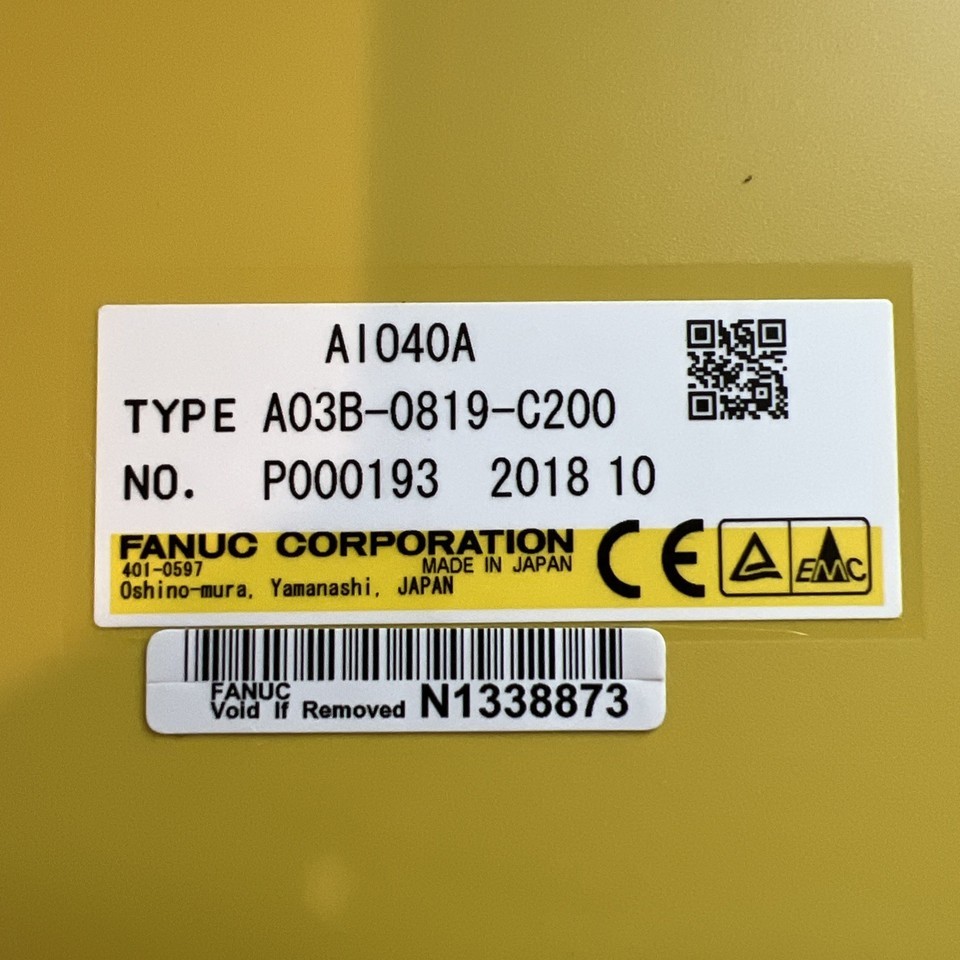 AIO40A
TYPE A03B-0819-C200
NO. P000193 2018 10
FANUC CORPORATION
401-0597 MADE IN JAPAN
Oshino-mura, Yamanashi, JAPAN
CE
EMC
FANUC
Void If Removed N1338873